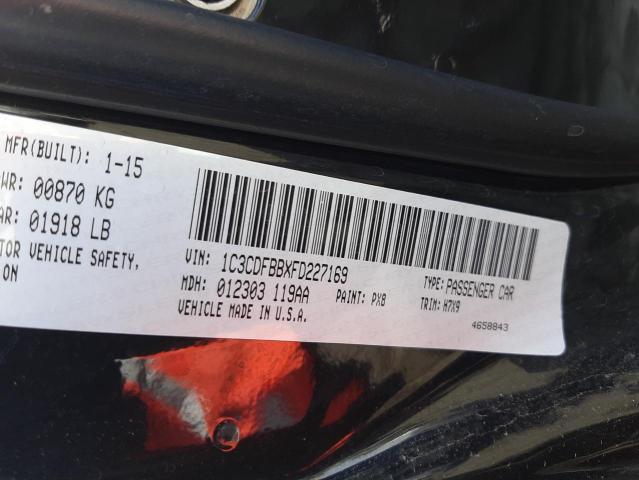 MFR(BUILT): 1-15
WR: 00870 KG
AR: 01918 LB
TOR VEHICLE SAFETY,
ON
VIN: 1C3CDFBBXFD227169
TYPE: PASSENGER CAR
MDH: 012303 119AA PAINT: PX8 TRIM: H7X9
VEHICLE MADE IN U.S.A. 4658843